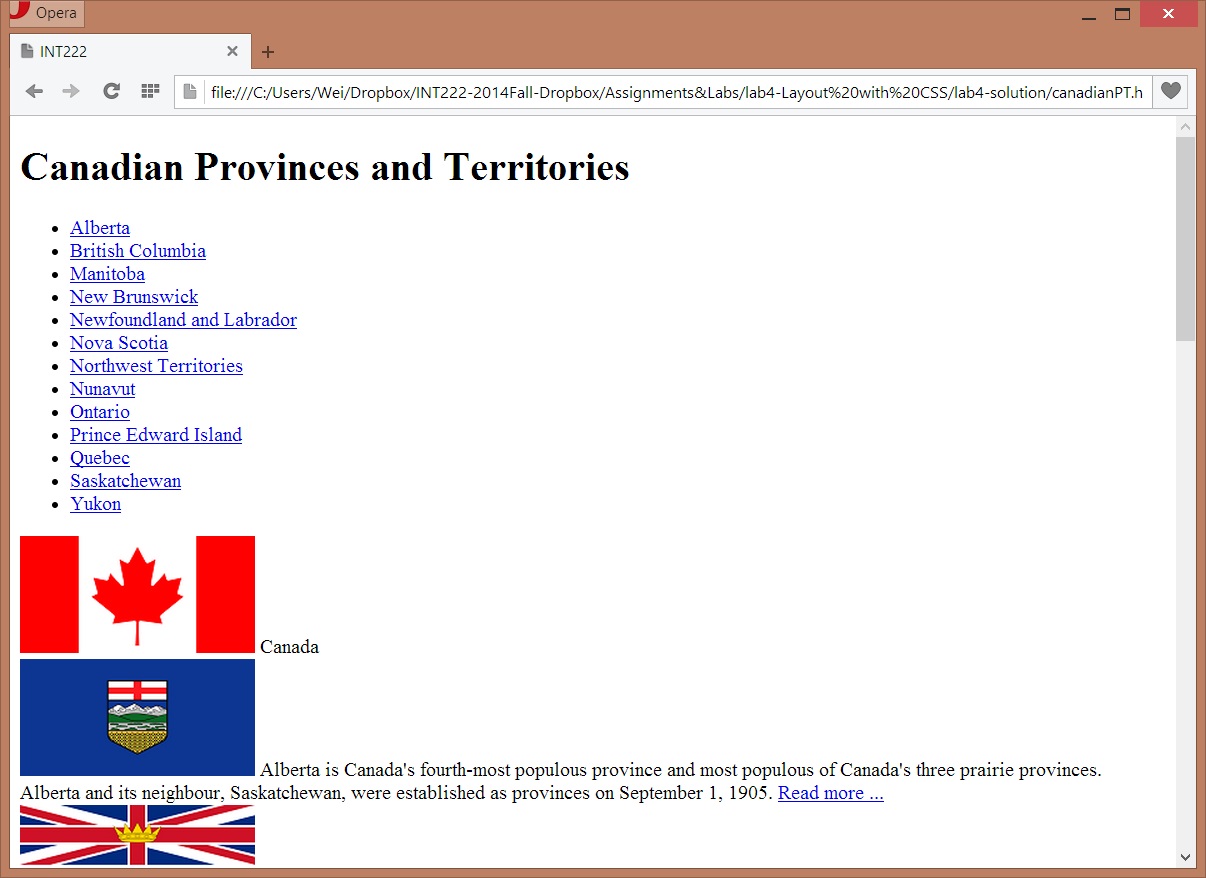 Opera
INT222
file:///C:/Users/Wei/Dropbox/INT222-2014Fall-Dropbox/Assignments&Labs/lab4-Layout%20with%20CSS/lab4-solution/canadianPT.h
Canadian Provinces and Territories
Alberta
British Columbia
Manitoba
New Brunswick
Newfoundland and Labrador
Nova Scotia
Northwest Territories
Nunavut
Ontario
Prince Edward Island
Quebec
Saskatchewan
Yukon
Canada
Alberta is Canada's fourth-most populous province and most populous of Canada's three prairie provinces.
Alberta and its neighbour, Saskatchewan, were established as provinces on September 1, 1905. Read more ...